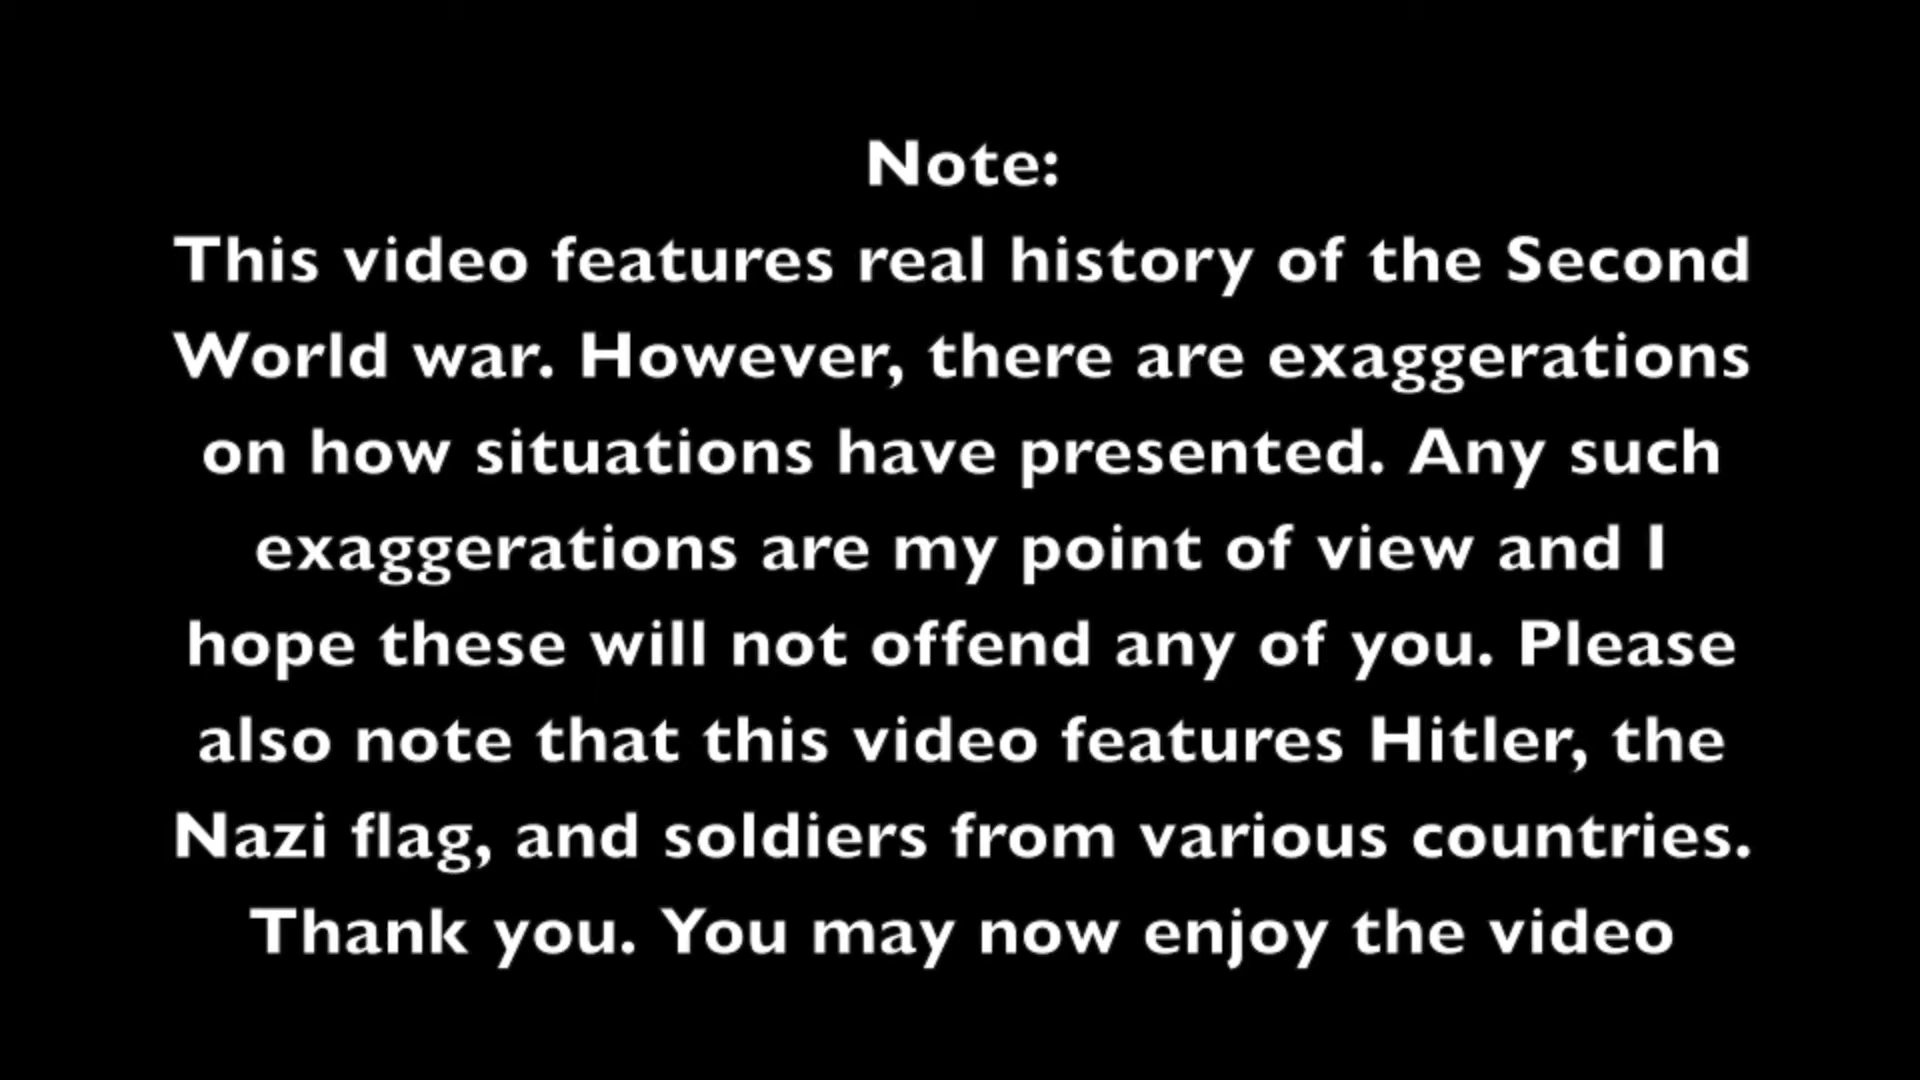 Note:
This video features real history of the Second
World war. However, there are exaggerations
on how situations have presented. Any such
exaggerations are my point of view and I
hope these will not offend any of you. Please
also note that this video features Hitler, the
Nazi flag, and soldiers from various countries.
Thank you. You may now enjoy the video